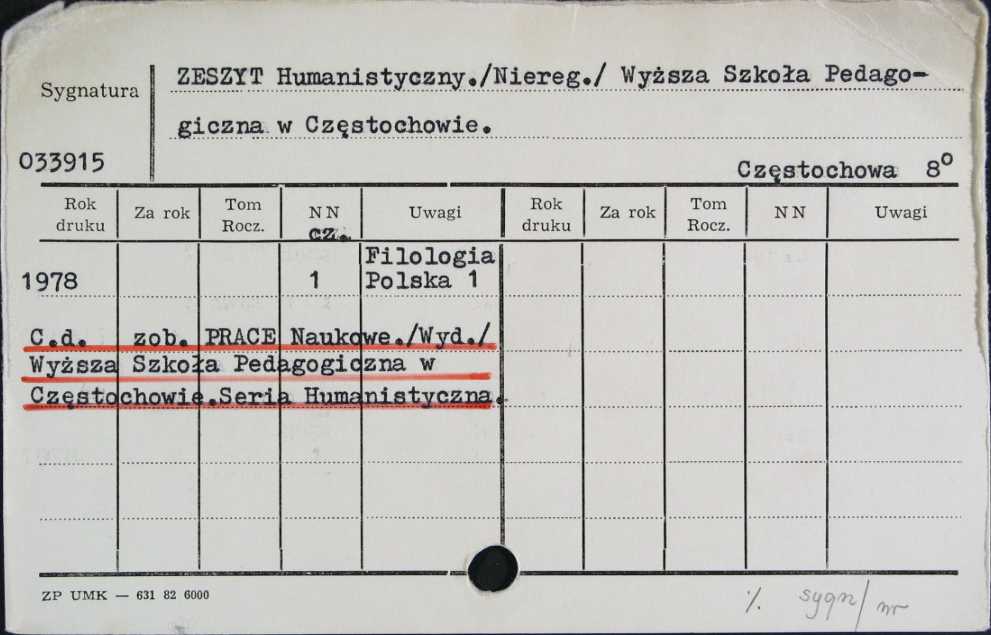 ZESZYT Humanistyczny./Niereg./ Wyższa Szkoła Pedago-
Sygnatura
giczna w Częstochowie.
033915
Częstochowa 8º
Rok druku Za rok Tom Rocz. NN cz. Uwagi Rok druku Za rok Tom Rocz. NN Uwagi
Filologia
1978 1 Polska 1
C.d. zob. PRACE Naukowe./Wyd./
Wyższa Szkoła Pedagogiczna w
Częstochowie.Seria Humanistyczna.
ZP UMK — 631 82 6000
%. sygn/nr